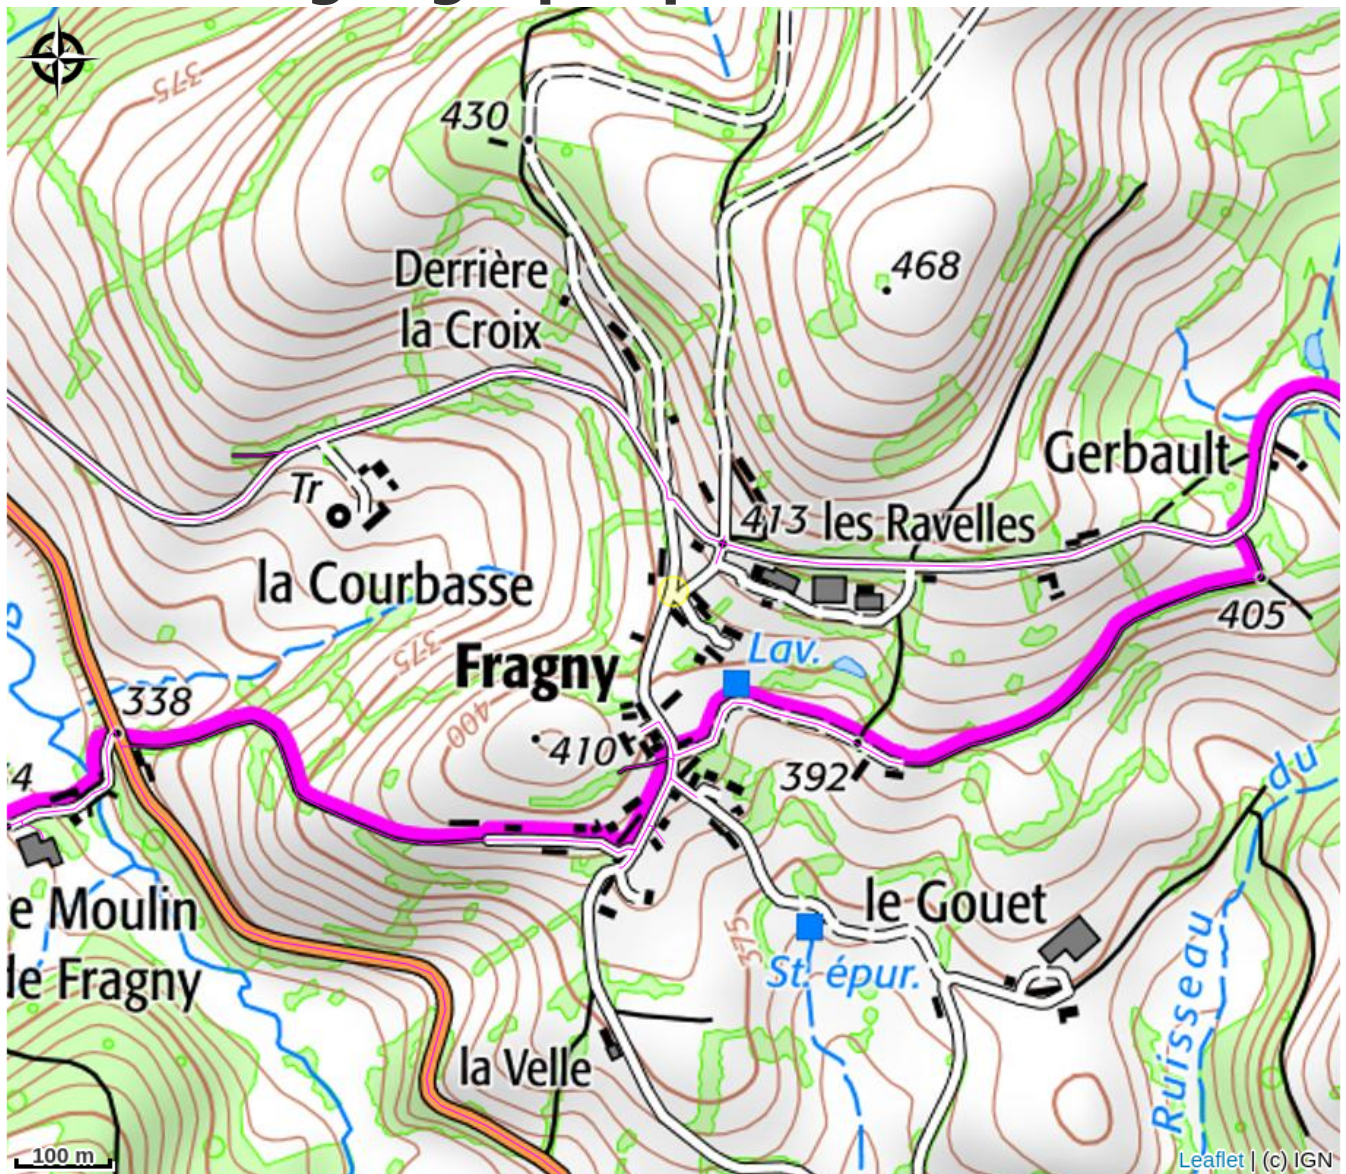 375
430
468
Derrière
la Croix
Gerbault
Tr
413 les Ravelles
la Courbasse
405
Lav.
Fragny
375
338
400
410
392
4
du
e Moulin
de Fragny
le Gouet
375
St. épur.
Ruisseau
la Velle
100 m
Leaflet | (c) IGN